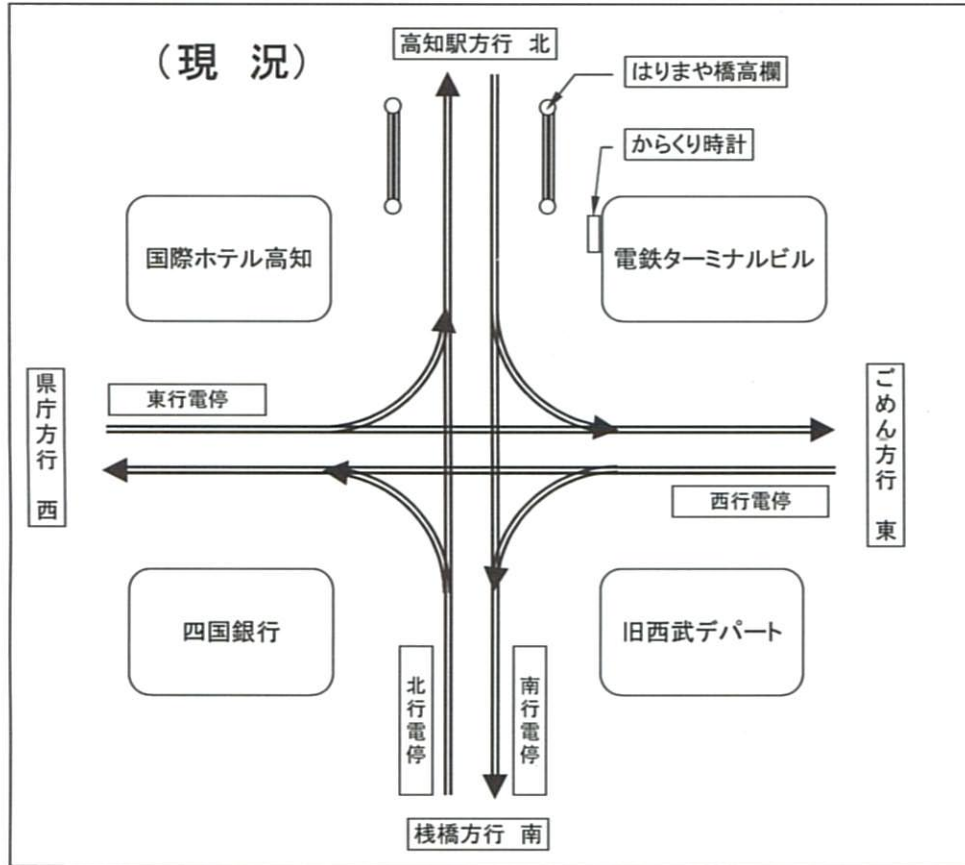 (現 況)
高知駅方行 北
はりまや橋高欄
からくり時計
国際ホテル高知
電鉄ターミナルビル
県庁方行 西
東行電停
ごめん方行 東
西行電停
四国銀行
旧西武デパート
北行電停
南行電停
桟橋方行 南